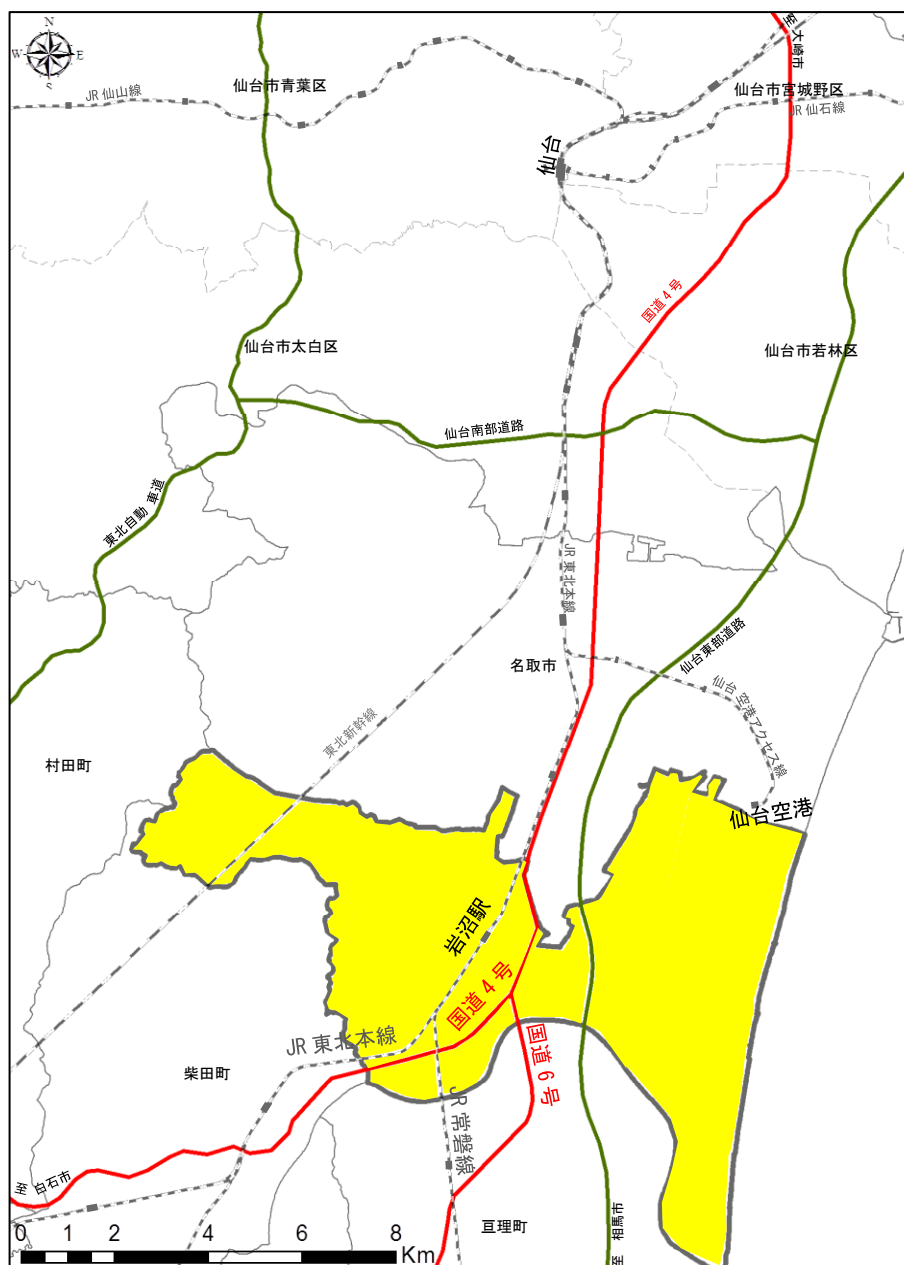 N
W
E
S
至 大崎市
仙台市青葉区
仙台市宮城野区
JR 仙山線
JR 仙石線
仙台
国道 4 号
仙台市太白区
仙台市若林区
仙台南部道路
東北自動 車道
JR 東北本線
仙台東部道路
名取市
仙台 空港アクセス線
東北新幹線
村田町
仙台空港
岩沼駅
国道 4 号
国道 6 号
JR 東北本線
柴田町
JR 常磐線
至 白石市
亘理町
至 相馬市
0 1 2 4 6 8
Km